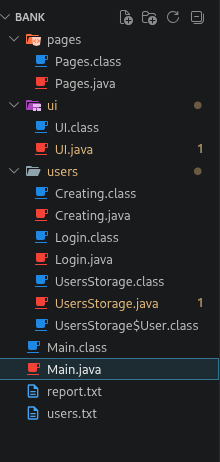 BANK
pages
Pages.class
Pages.java
ui
UI.class
UI.java 1
users
Creating.class
Creating.java
Login.class
Login.java
UsersStorage.class
UsersStorage.java 1
UsersStorage$User.class
Main.class
Main.java
report.txt
users.txt